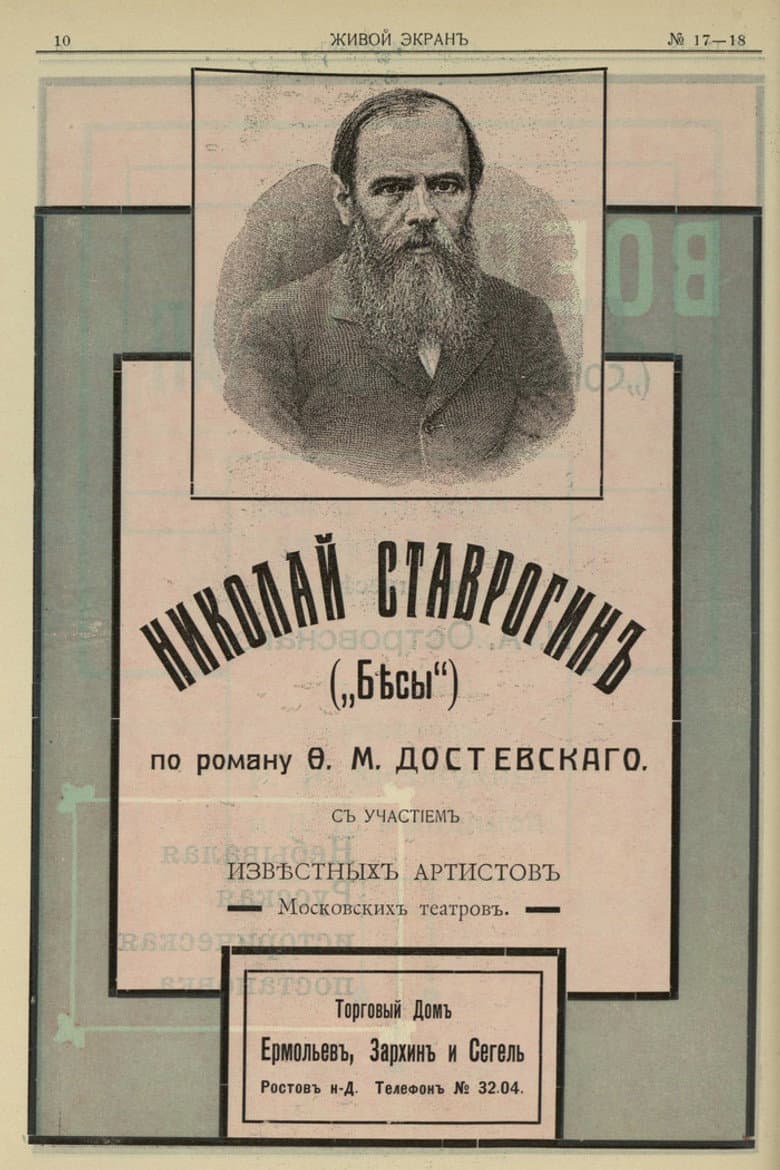 10 ЖИВОЙ ЭКРАНЪ № 17—18
НИКОЛАЙ СТАВРОГИНЪ
(„Бѣсы“)
по роману Ѳ. М. ДОСТЕВСКАГО.
СЪ УЧАСТІЕМЪ
ИЗВѢСТНЫХЪ АРТИСТОВЪ
— Московскихъ театровъ. —
Торговый Домъ
Ермольевъ, Зархинъ и Сегель
Ростовъ н-Д. Телефонъ № 32.04.